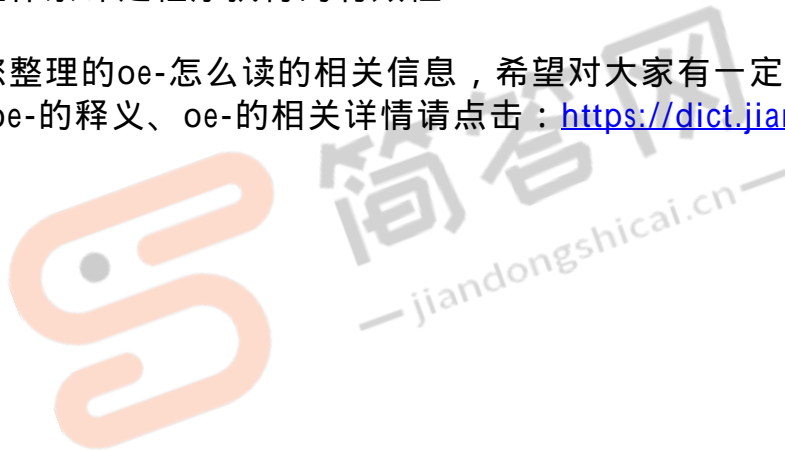 整理的oe-怎么读的相关信息，希望对大家有一定
oe-的释义、oe-的相关详情请点击：https://dict.jian
简答网
jiandongshicai.cn